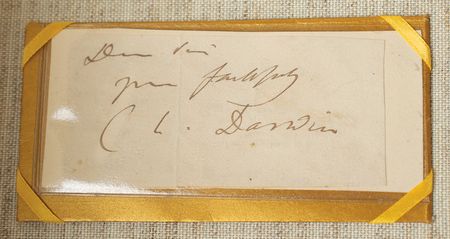 Dear Sir
yours faithfully
Ch. Darwin